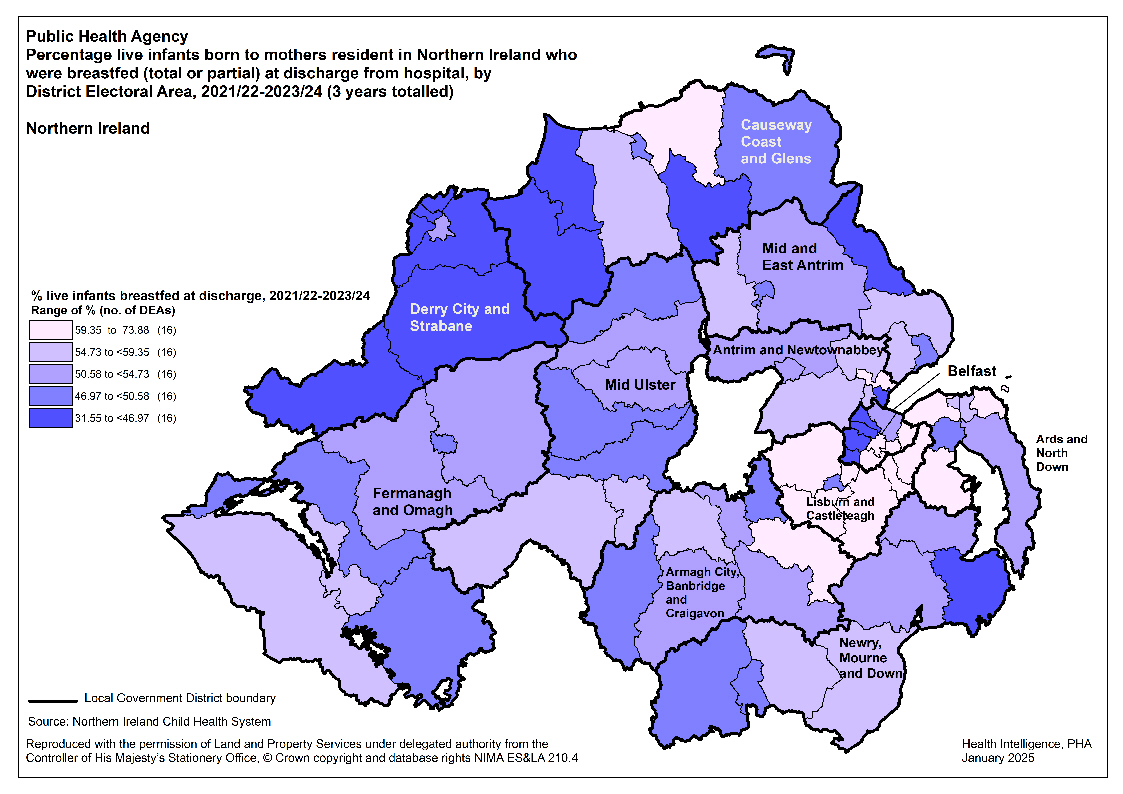 Public Health Agency
Percentage live infants born to mothers resident in Northern Ireland who
were breastfed (total or partial) at discharge from hospital, by
District Electoral Area, 2021/22-2023/24 (3 years totalled)
Northern Ireland
Causeway
Coast
and Glens
Mid and
East Antrim
% live infants breastfed at discharge, 2021/22-2023/24
Range of % (no. of DEAs)
59.35 to 73.88 (16)
54.73 to <59.35 (16)
50.58 to <54.73 (16)
46.97 to <50.58 (16)
31.55 to <46.97 (16)
Derry City and
Strabane
Antrim and Newtownabbey
Belfast
Mid Ulster
Ards and
North
Down
Fermanagh
and Omagh
Lisburn and
Castlereagh
Armagh City,
Banbridge
and
Craigavon
Newry,
Mourne
and Down
Local Government District boundary
Source: Northern Ireland Child Health System
Reproduced with the permission of Land and Property Services under delegated authority from the
Controller of His Majesty's Stationery Office, © Crown copyright and database rights NIMA ES&LA 210.4
Health Intelligence, PHA
January 2025